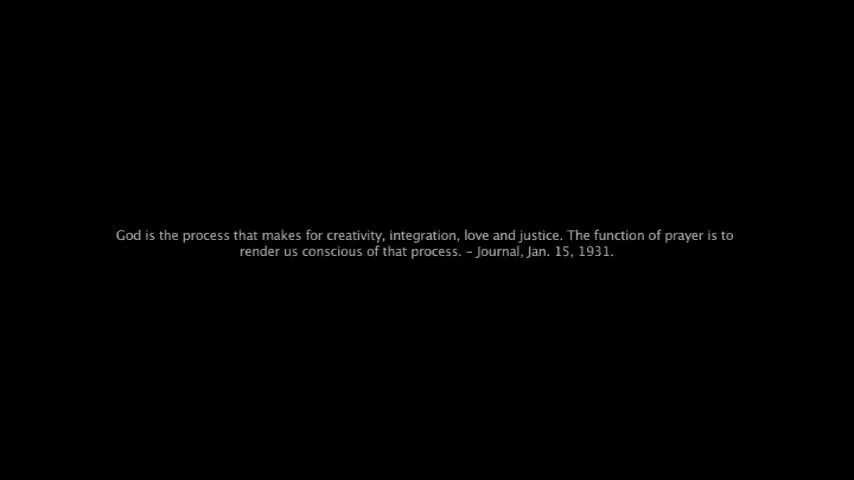 God is the process that makes for creativity, integration, love and justice. The function of prayer is to
render us conscious of that process. – Journal, Jan. 15, 1931.